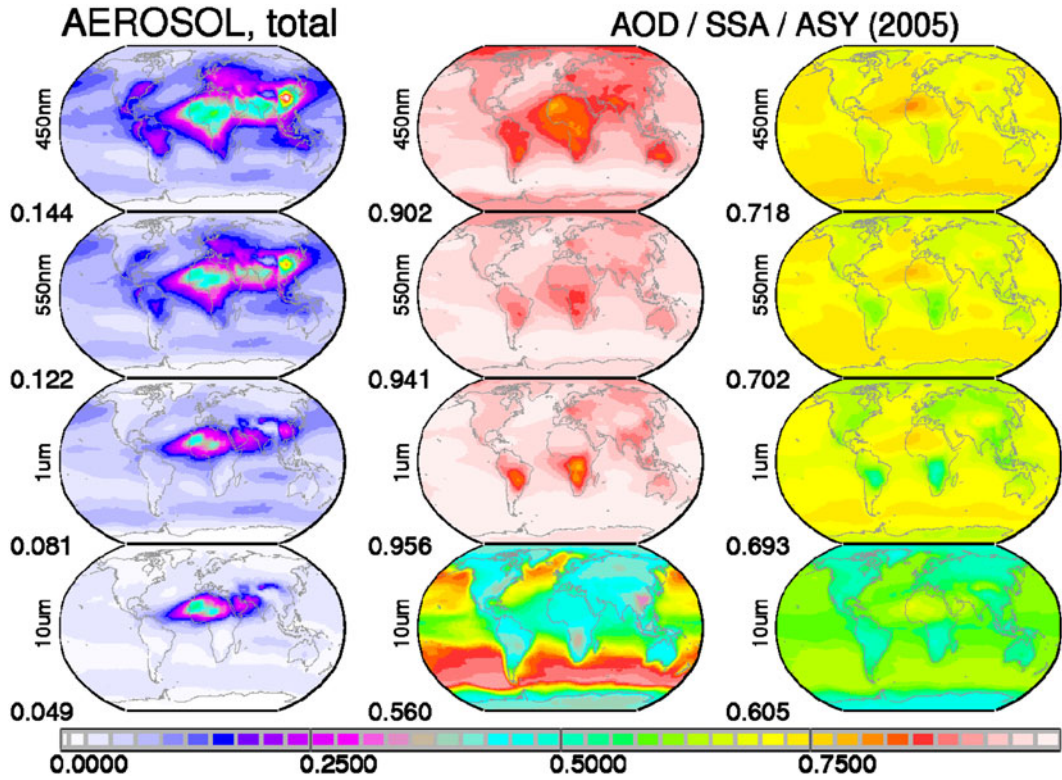 AEROSOL, total
AOD / SSA / ASY (2005)
450nm
450nm
450nm
0.144
0.902
0.718
550nm
550nm
550nm
0.122
0.941
0.702
1um
1um
1um
0.081
0.956
0.693
10um
10um
10um
0.049
0.560
0.605
0.0000 0.2500 0.5000 0.7500